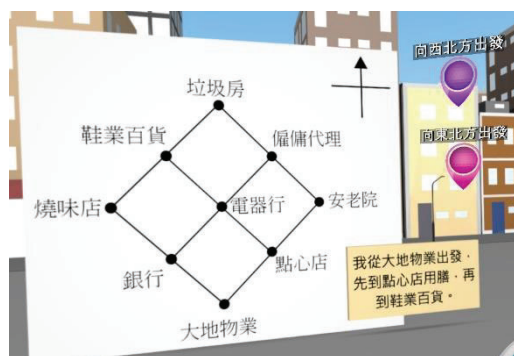 垃圾房
鞋業百貨
僱傭代理
燒味店
電器行
安老院
銀行
點心店
大地物業
向西北方出發
向東北方出發
我從大地物業出發，
先到點心店用膳，再
到鞋業百貨。